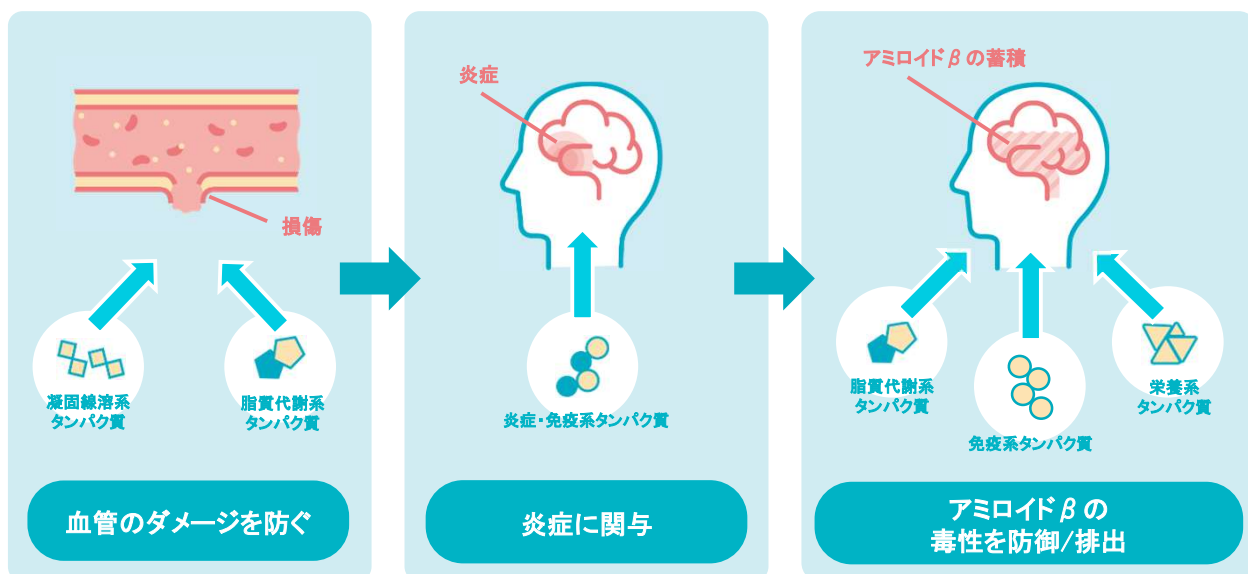 損傷
凝固線溶系
タンパク質
脂質代謝系
タンパク質
血管のダメージを防ぐ
炎症
炎症・免疫系タンパク質
炎症に関与
アミロイドβの蓄積
脂質代謝系
タンパク質
免疫系タンパク質
栄養系
タンパク質
アミロイドβの
毒性を防御/排出